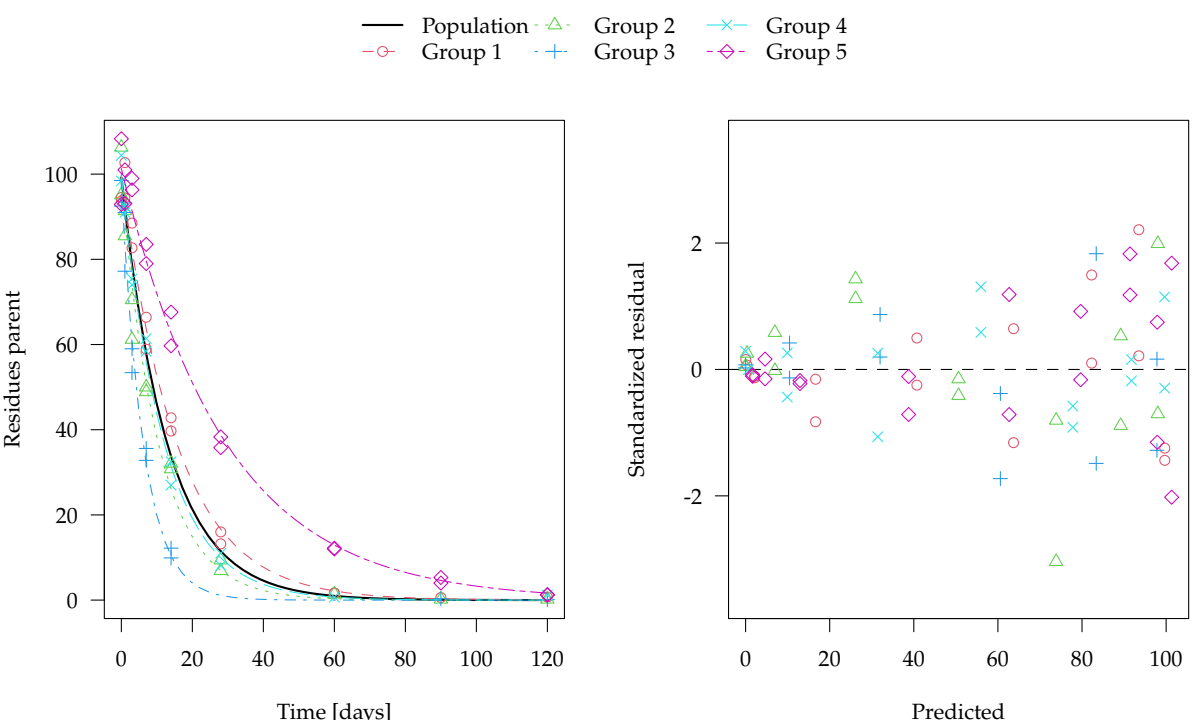 Population Group 2 Group 4
Group 1 Group 3 Group 5
Residues parent
100
80
60
40
20
0
0 20 40 60 80 100 120
Time [days]
Standardized residual
2
0
-2
0 20 40 60 80 100
Predicted